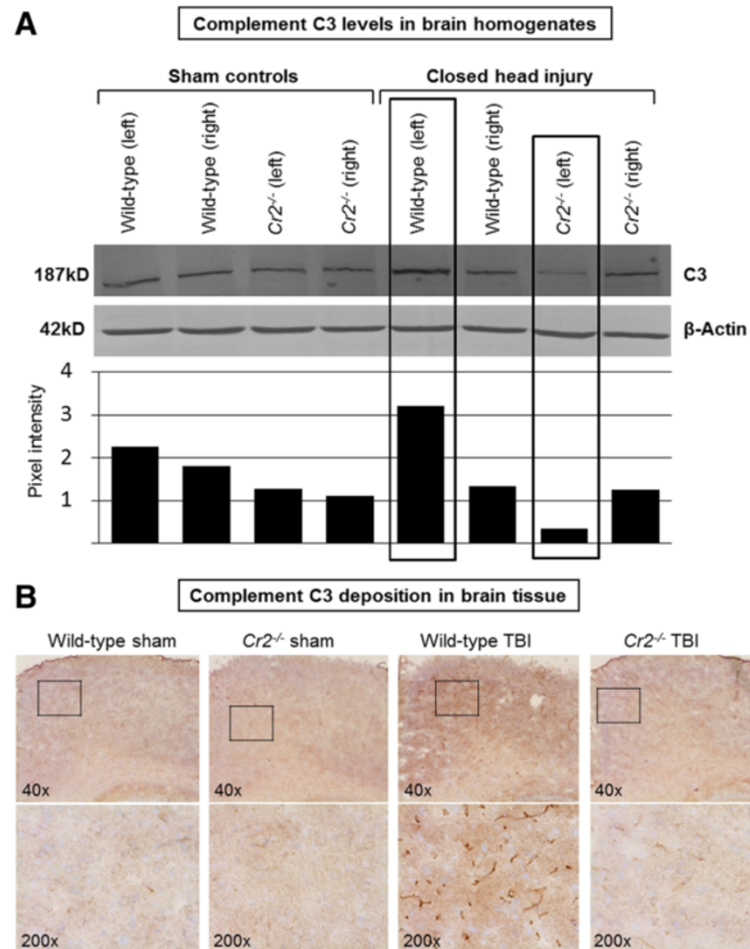 A
Complement C3 levels in brain homogenates
Sham controls
Closed head injury
Wild-type (left)
Wild-type (right)
Cr2-/- (left)
Cr2-/- (right)
Wild-type (left)
Wild-type (right)
Cr2-/- (left)
Cr2-/- (right)
187kD
C3
42kD
β-Actin
Pixel intensity
4
3
2
1
B
Complement C3 deposition in brain tissue
Wild-type sham
Cr2-/- sham
Wild-type TBI
Cr2-/- TBI
40x
40x
40x
40x
200x
200x
200x
200x